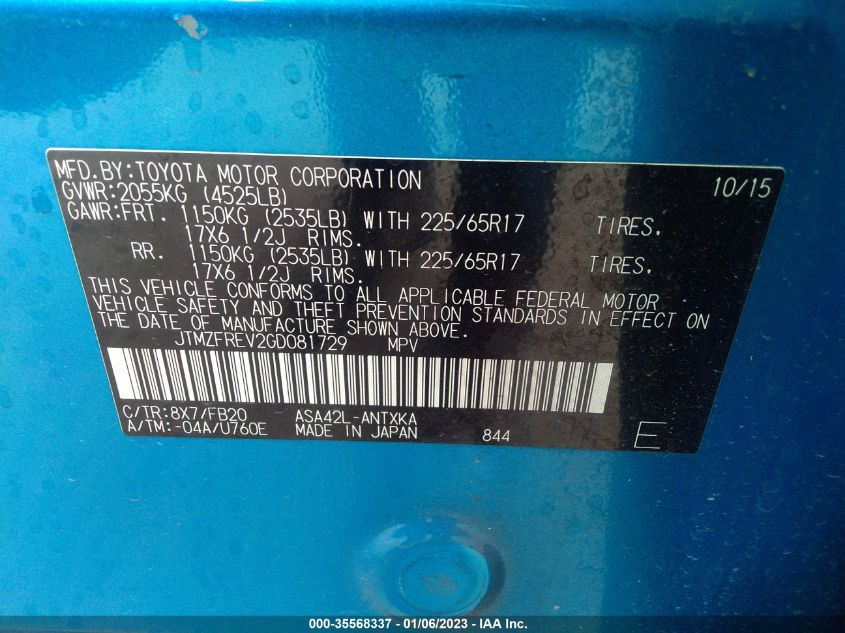 MFD.BY:TOYOTA MOTOR CORPORATION 10/15
GVWR:2055KG (4525LB)
GAWR:FRT. 1150KG (2535LB) WITH 225/65R17 TIRES.
17X6 1/2J RIMS.
RR. 1150KG (2535LB) WITH 225/65R17 TIRES.
17X6 1/2J RIMS.
THIS VEHICLE CONFORMS TO ALL APPLICABLE FEDERAL MOTOR
VEHICLE SAFETY AND THEFT PREVENTION STANDARDS IN EFFECT ON
THE DATE OF MANUFACTURE SHOWN ABOVE.
JTMZFREV2GD081729 MPV
C/TR:8X7/FB20 ASA42L-ANTXKA
A/TM:-04A/U760E MADE IN JAPAN 844 E
000-35568337 - 01/06/2023 - IAA Inc.